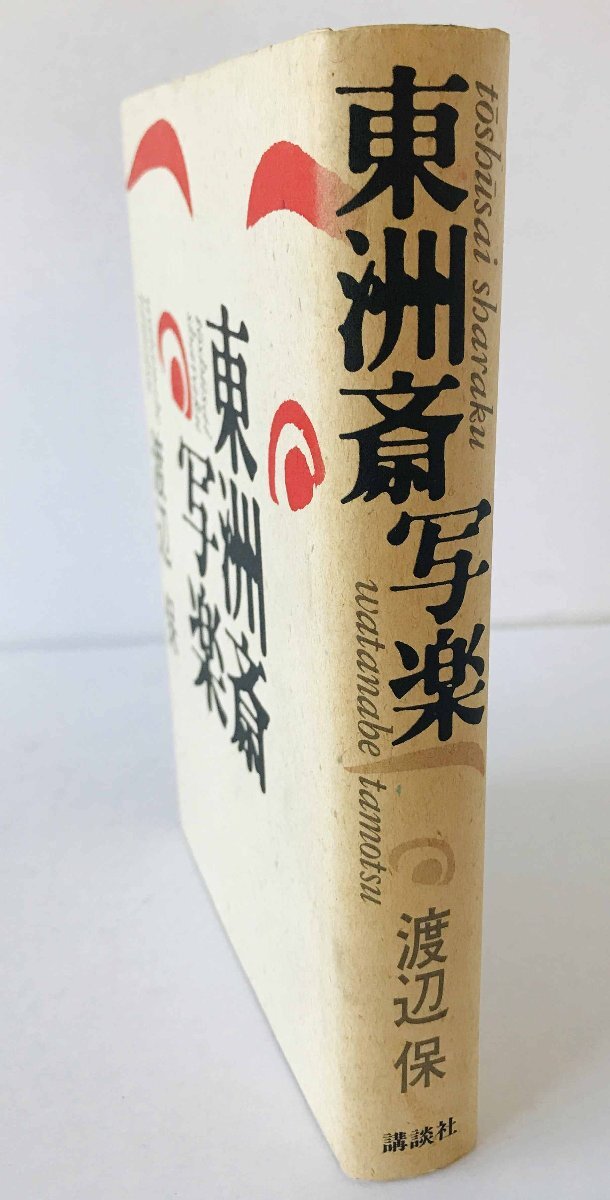 東洲斎写楽
tōshūsai sharaku
watanabe tamotsu
渡辺保
講談社
東洲斎
写楽